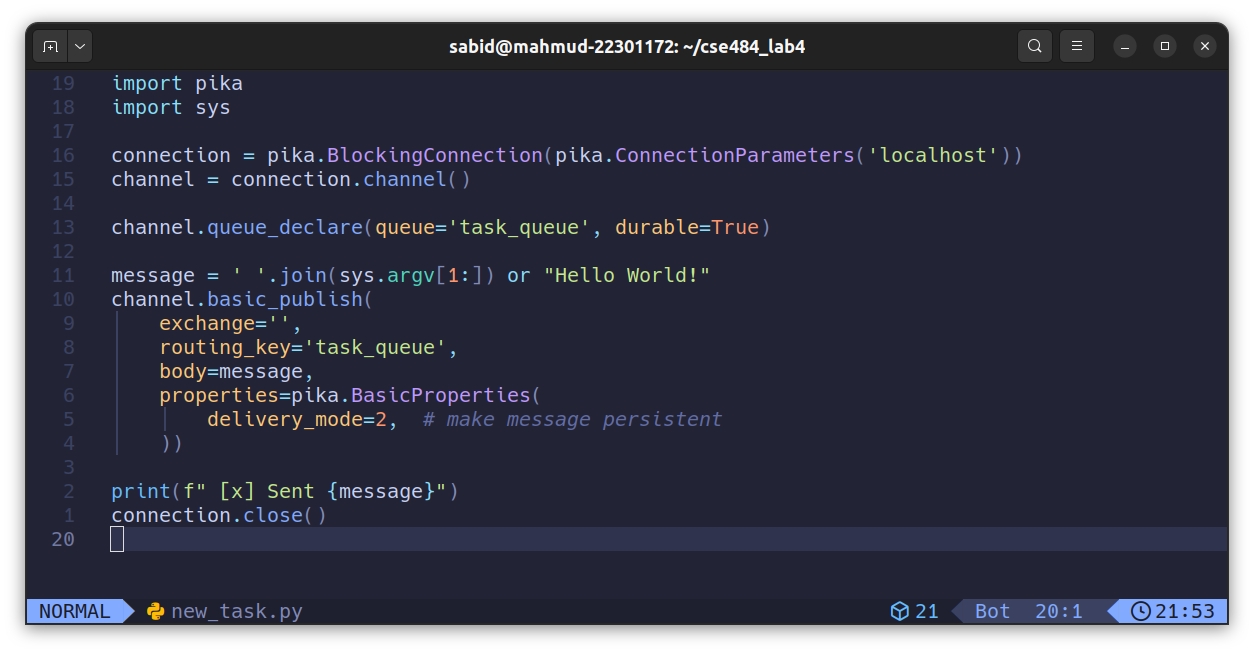 sabid@mahmud-22301172: ~/cse484_lab4
19 import pika
18 import sys
17
16 connection = pika.BlockingConnection(pika.ConnectionParameters('localhost'))
15 channel = connection.channel()
14
13 channel.queue_declare(queue='task_queue', durable=True)
12
11 message = ' '.join(sys.argv[1:]) or "Hello World!"
10 channel.basic_publish(
9     exchange='',
8     routing_key='task_queue',
7     body=message,
6     properties=pika.BasicProperties(
5         delivery_mode=2,  # make message persistent
4     ))
3
2 print(f" [x] Sent {message}")
1 connection.close()
20
NORMAL new_task.py 21 Bot 20:1 21:53